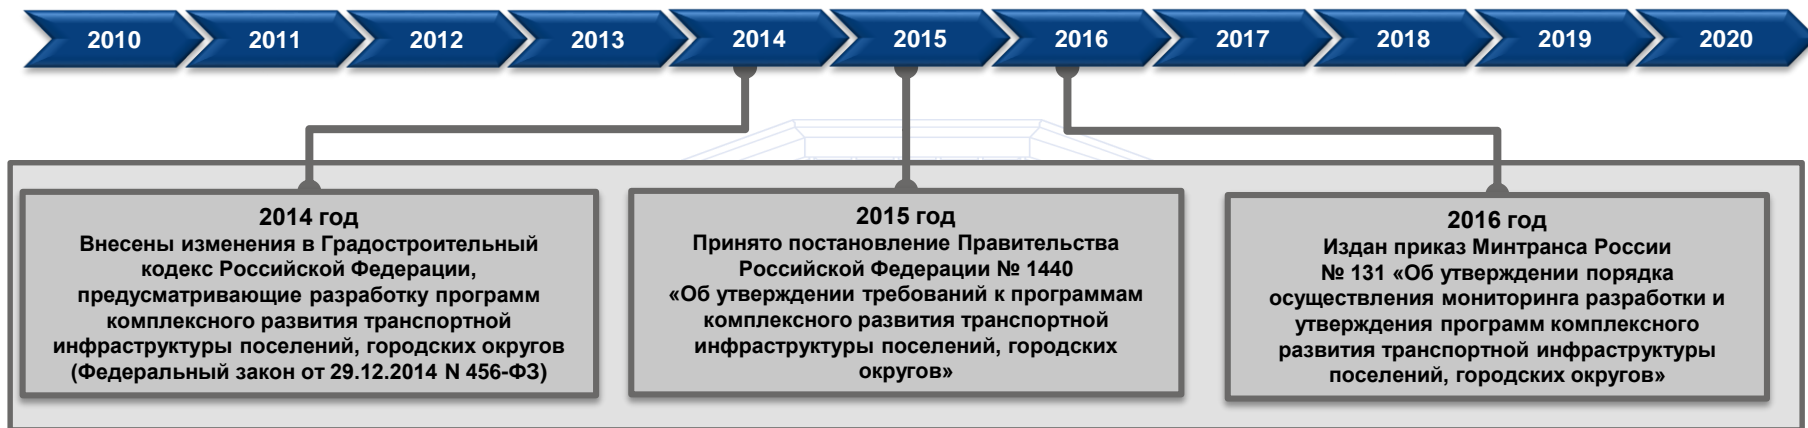 2010 2011 2012 2013 2014 2015 2016 2017 2018 2019 2020
2014 год
Внесены изменения в Градостроительный
кодекс Российской Федерации,
предусматривающие разработку программ
комплексного развития транспортной
инфраструктуры поселений, городских округов
(Федеральный закон от 29.12.2014 N 456-ФЗ)
2015 год
Принято постановление Правительства
Российской Федерации № 1440
«Об утверждении требований к программам
комплексного развития транспортной
инфраструктуры поселений, городских
округов»
2016 год
Издан приказ Минтранса России
№ 131 «Об утверждении порядка
осуществления мониторинга разработки и
утверждения программ комплексного
развития транспортной инфраструктуры
поселений, городских округов»